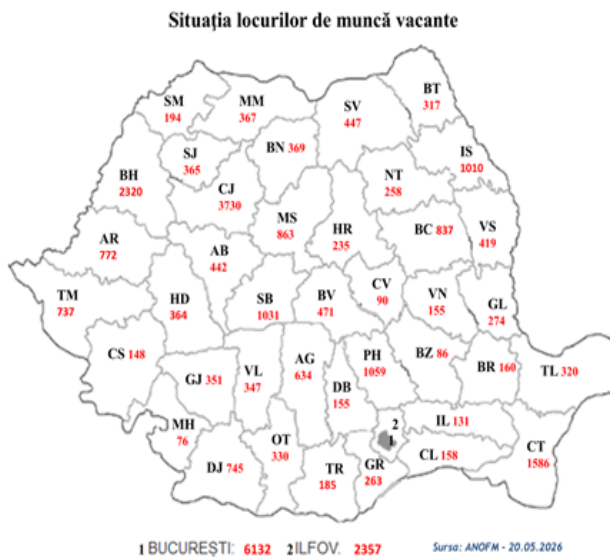 Situația locurilor de muncă vacante
BT
317
SM
194
MM
367
SV
447
SJ
365
BN 369
IS
1010
BH
2320
CJ
3730
NT
258
MS
863
HR
235
BC 837
VS
419
AR
772
AB
442
TM
737
HD
364
SB
1031
BV
471
CV
90
VN
155
GL
274
CS 148
GJ 351
VL
347
AG
634
PH
1059
DB
155
BZ 86
BR 160
TL 320
MH
76
DJ 745
OT
330
TR
185
GR
263
2
1
IL 131
CL 158
CT
1586
1 BUCUREȘTI: 6132 2 ILFOV: 2357
Sursa: ANOFM - 20.05.2026